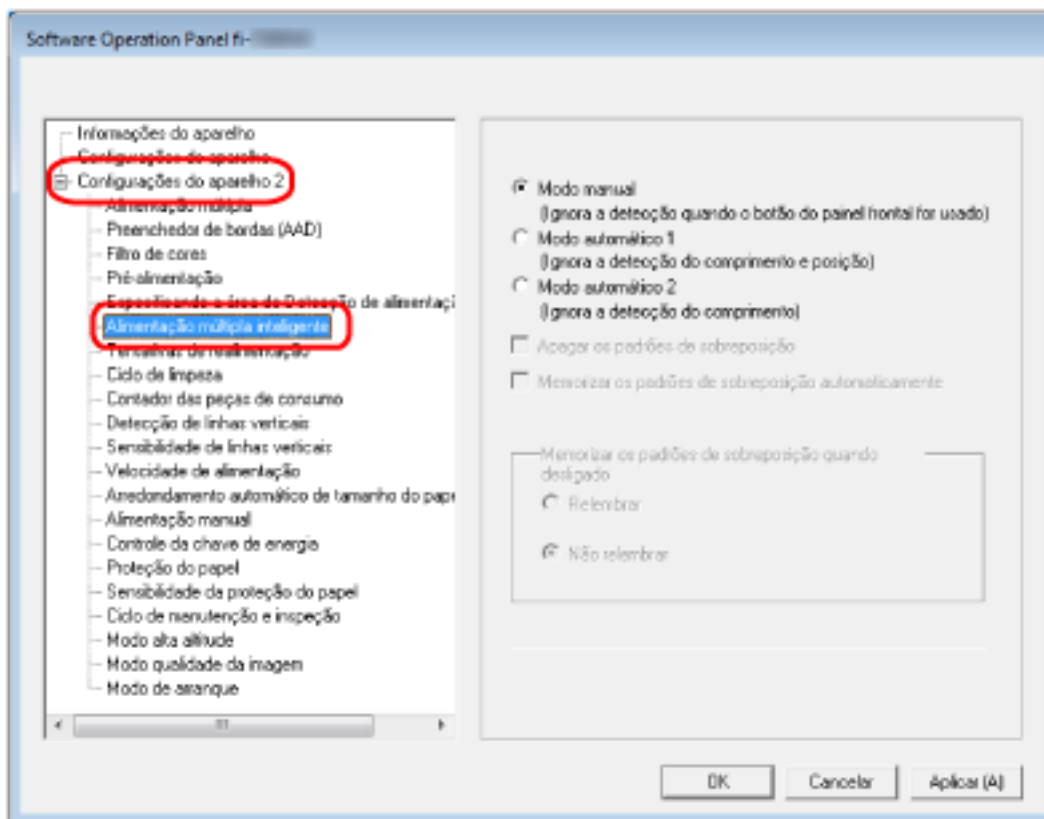 Software Operation Panel fi-
Informações do aparelho
Configurações do aparelho
Configurações do aparelho 2
Alimentação múltipla
Preenchedor de bordas (AAD)
Filtro de cores
Pré-alimentação
Especificando a área de Detecção de alimentaçã
Alimentação múltipla inteligente
Tentativas de realimentação
Ciclo de limpeza
Contador das peças de consumo
Detecção de linhas verticais
Sensibilidade de linhas verticais
Velocidade de alimentação
Arredondamento automático de tamanho do pape
Alimentação manual
Controle da chave de energia
Proteção do papel
Sensibilidade da proteção do papel
Ciclo de manutenção e inspeção
Modo alta altitude
Modo qualidade da imagem
Modo de arranque
Modo manual
(Ignora a detecção quando o botão do painel frontal for usado)
Modo automático 1
(Ignora a detecção do comprimento e posição)
Modo automático 2
(Ignora a detecção do comprimento)
Apagar os padrões de sobreposição
Memorizar os padrões de sobreposição automaticamente
Memorizar os padrões de sobreposição quando
desligado
Relembrar
Não relembrar
OK
Cancelar
Aplicar (A)